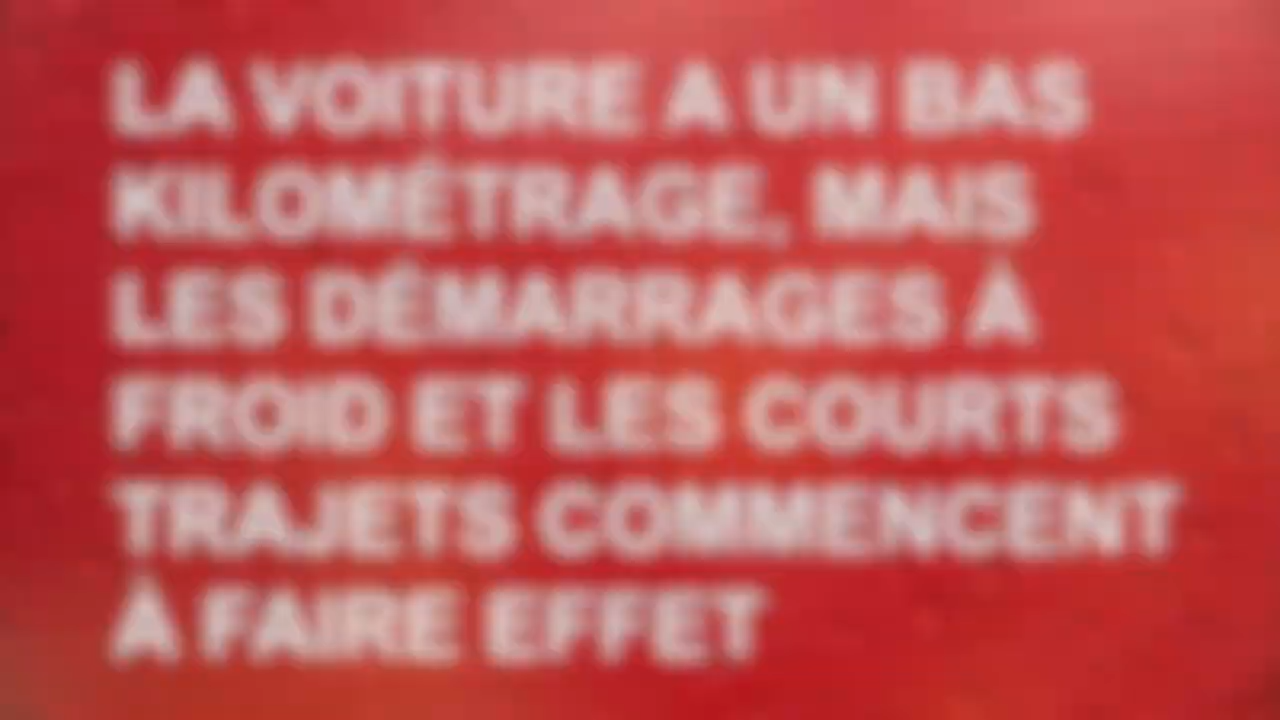 LA VOITURE A UN BAS
KILOMÉTRAGE, MAIS
LES DÉMARRAGES À
FROID ET LES COURTS
TRAJETS COMMENCENT
À FAIRE EFFET